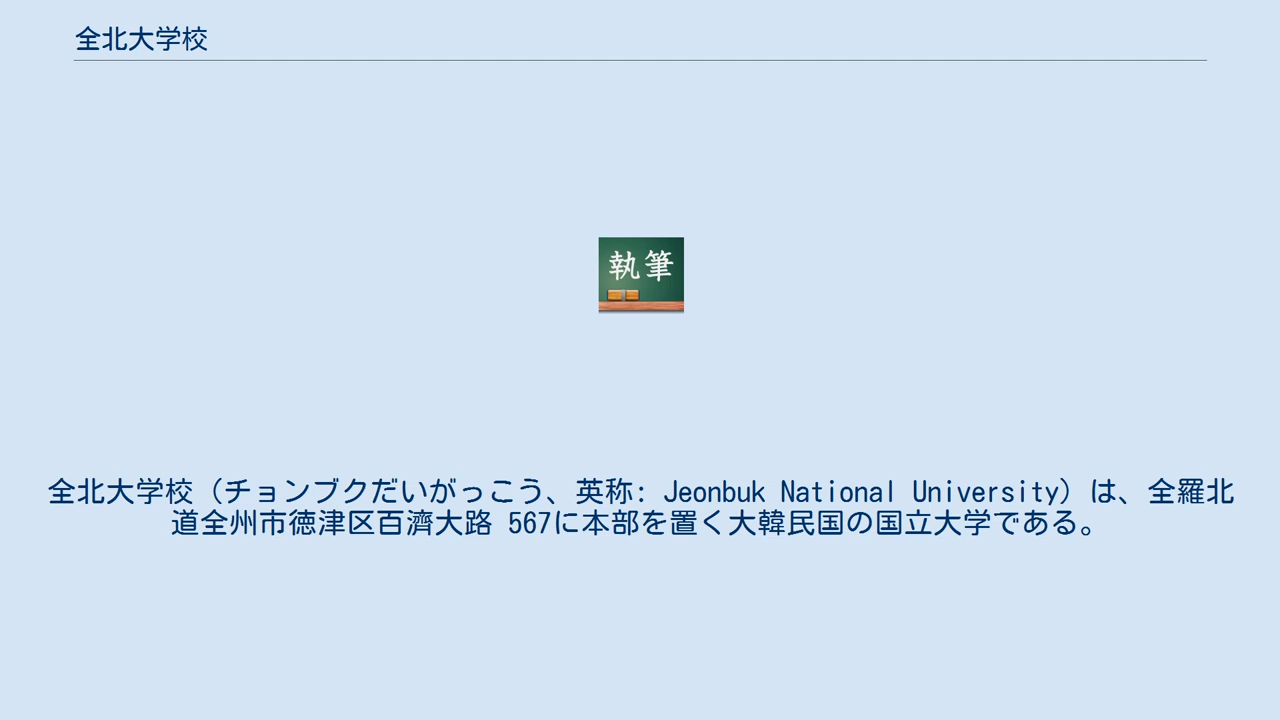 全北大学校
執筆
全北大学校（チョンブクだいがっこう、英称: Jeonbuk National University）は、全羅北
道全州市徳津区百濟大路 567に本部を置く大韓民国の国立大学である。